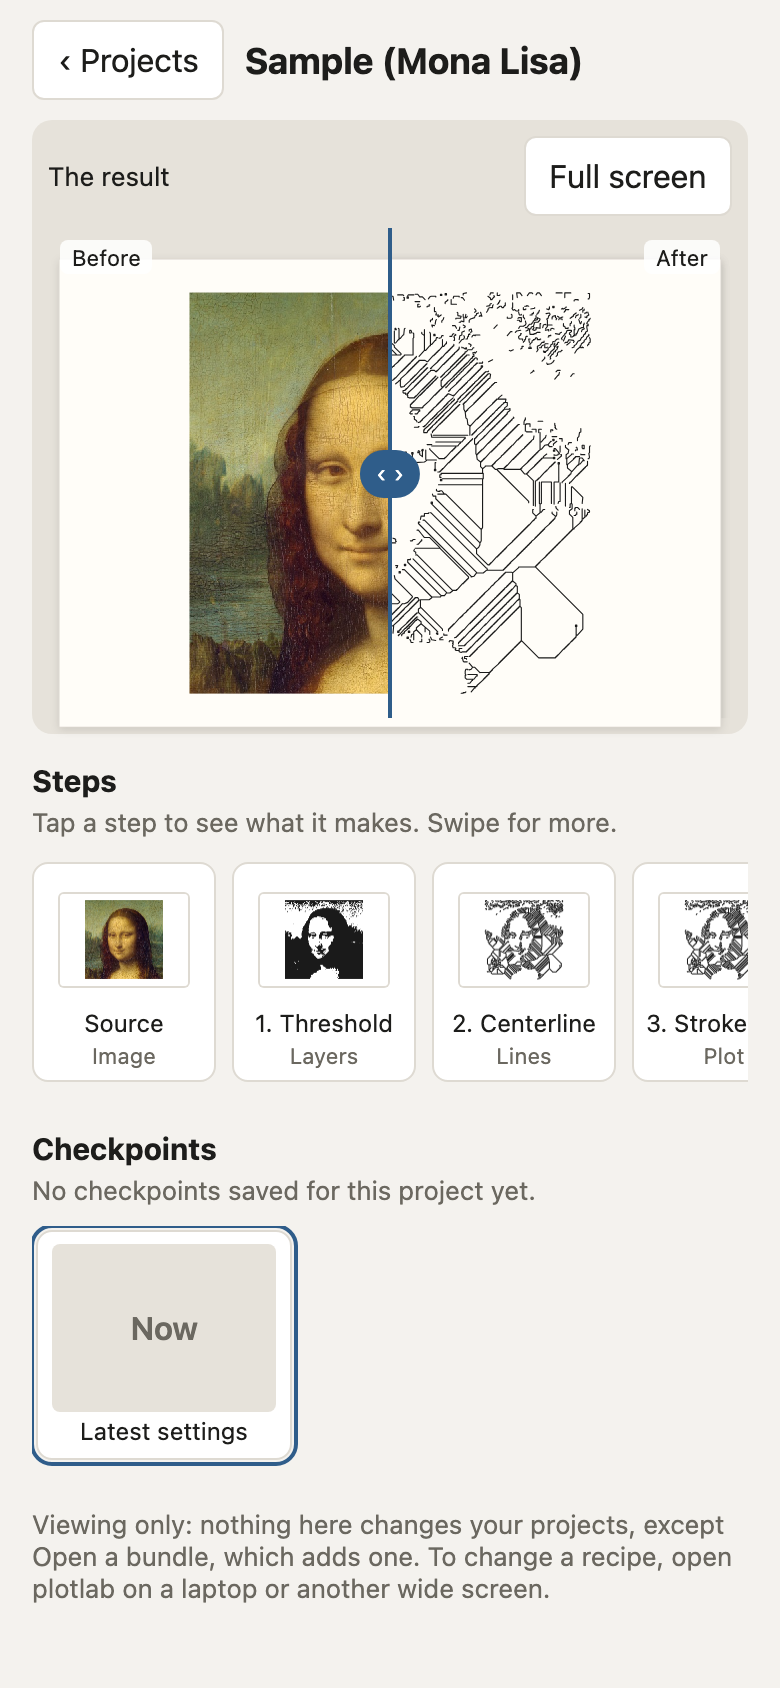 ‹ Projects
Sample (Mona Lisa)
The result
Full screen
Before
After
Steps
Tap a step to see what it makes. Swipe for more.
Source
Image
1. Threshold
Layers
2. Centerline
Lines
3. Stroke
Plot
Checkpoints
No checkpoints saved for this project yet.
Now
Latest settings
Viewing only: nothing here changes your projects, except
Open a bundle, which adds one. To change a recipe, open
plotlab on a laptop or another wide screen.